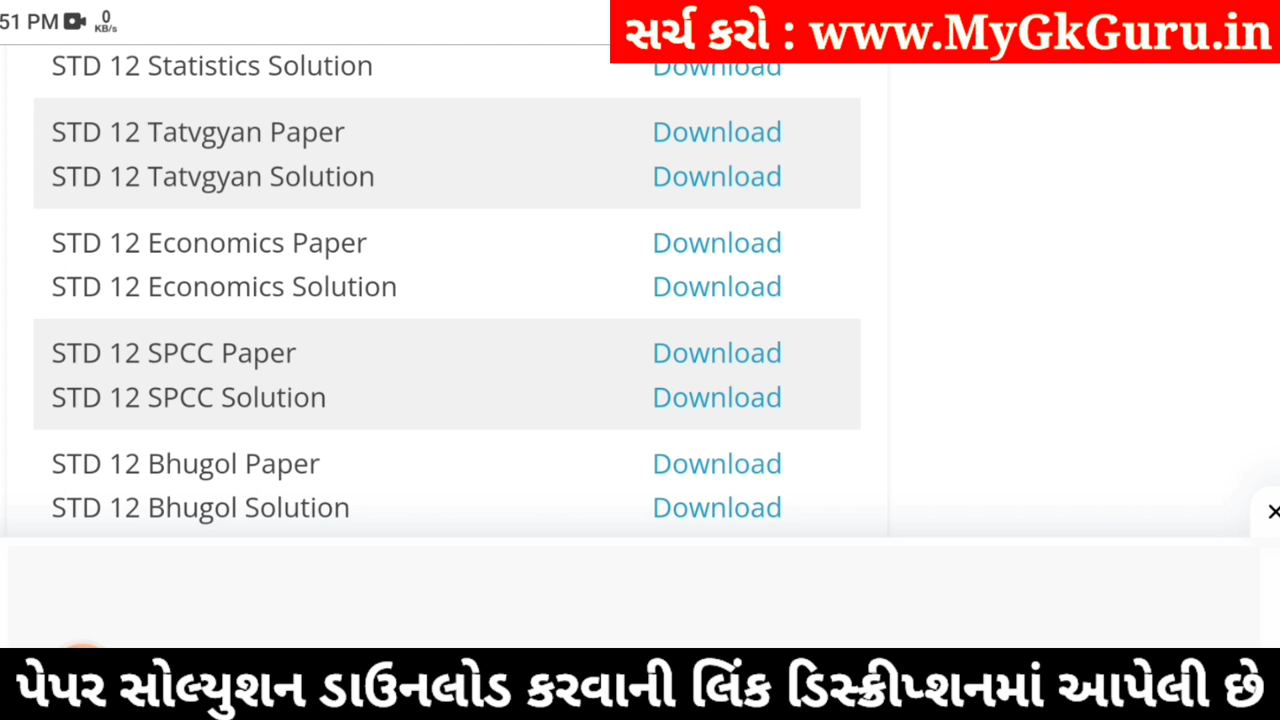 51 PM 0 KB/s
સર્ચ કરો : www.MyGkGuru.in
STD 12 Statistics Solution Download
STD 12 Tatvgyan Paper Download
STD 12 Tatvgyan Solution Download
STD 12 Economics Paper Download
STD 12 Economics Solution Download
STD 12 SPCC Paper Download
STD 12 SPCC Solution Download
STD 12 Bhugol Paper Download
STD 12 Bhugol Solution Download
પેપર સોલ્યુશન ડાઉનલોડ કરવાની લિંક ડિસ્ક્રીપ્શનમાં આપેલી છે